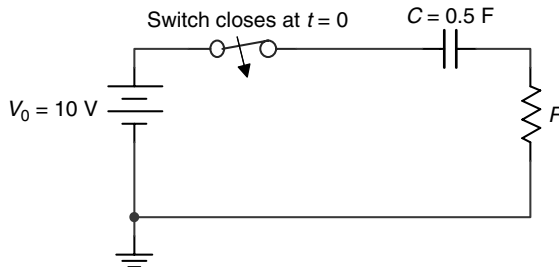 Switch closes at t = 0
C = 0.5 F
V₀ = 10 V